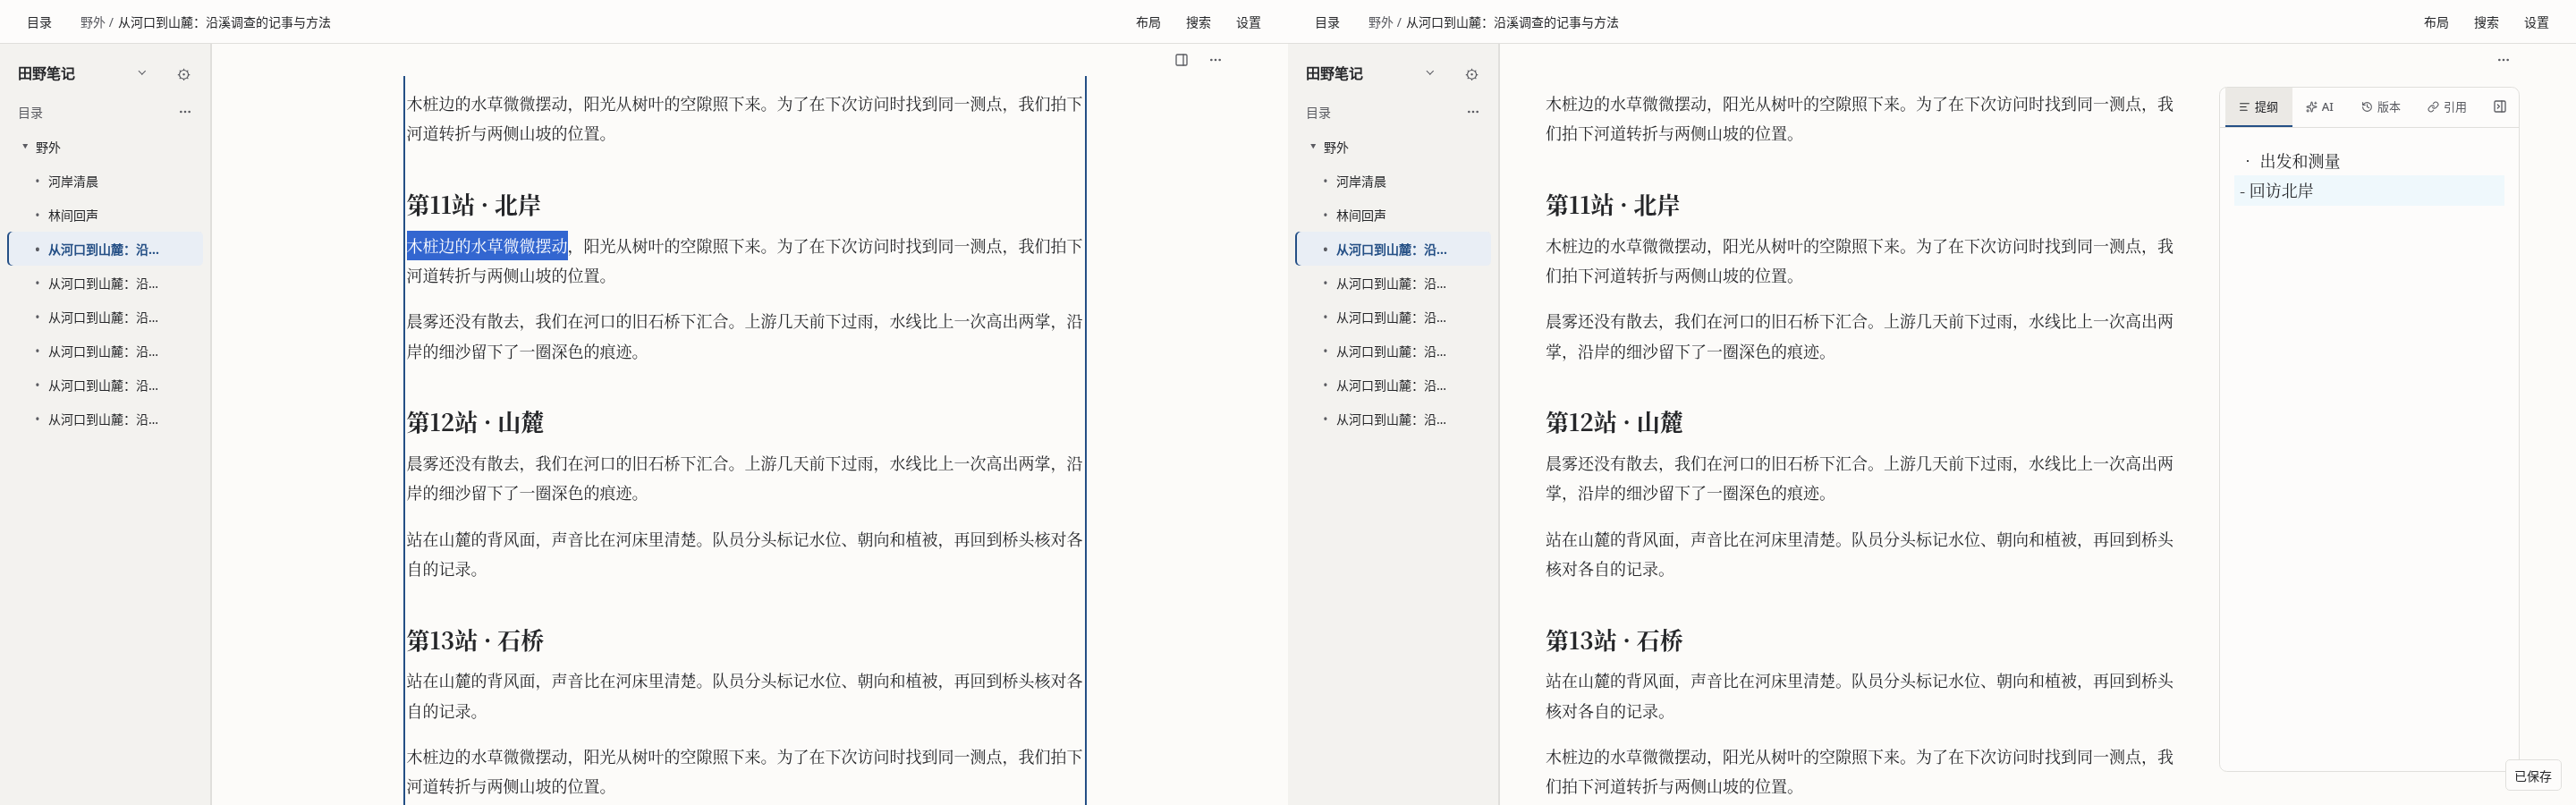 目录
野外 / 从河口到山麓：沿溪调查的记事与方法
布局
搜索
设置
田野笔记
目录
野外
河岸清晨
林间回声
从河口到山麓：沿...
从河口到山麓：沿...
从河口到山麓：沿...
从河口到山麓：沿...
从河口到山麓：沿...
从河口到山麓：沿...
木桩边的水草微微摆动，阳光从树叶的空隙照下来。为了在下次访问时找到同一测点，我们拍下
河道转折与两侧山坡的位置。
第11站 · 北岸
木桩边的水草微微摆动，阳光从树叶的空隙照下来。为了在下次访问时找到同一测点，我们拍下
河道转折与两侧山坡的位置。
晨雾还没有散去，我们在河口的旧石桥下汇合。上游几天前下过雨，水线比上一次高出两掌，沿
岸的细沙留下了一圈深色的痕迹。
第12站 · 山麓
晨雾还没有散去，我们在河口的旧石桥下汇合。上游几天前下过雨，水线比上一次高出两掌，沿
岸的细沙留下了一圈深色的痕迹。
站在山麓的背风面，声音比在河床里清楚。队员分头标记水位、朝向和植被，再回到桥头核对各
自的记录。
第13站 · 石桥
站在山麓的背风面，声音比在河床里清楚。队员分头标记水位、朝向和植被，再回到桥头核对各
自的记录。
木桩边的水草微微摆动，阳光从树叶的空隙照下来。为了在下次访问时找到同一测点，我们拍下
河道转折与两侧山坡的位置。
目录
野外 / 从河口到山麓：沿溪调查的记事与方法
布局
搜索
设置
田野笔记
目录
野外
河岸清晨
林间回声
从河口到山麓：沿...
从河口到山麓：沿...
从河口到山麓：沿...
从河口到山麓：沿...
从河口到山麓：沿...
从河口到山麓：沿...
木桩边的水草微微摆动，阳光从树叶的空隙照下来。为了在下次访问时找到同一测点，我
们拍下河道转折与两侧山坡的位置。
第11站 · 北岸
木桩边的水草微微摆动，阳光从树叶的空隙照下来。为了在下次访问时找到同一测点，我
们拍下河道转折与两侧山坡的位置。
晨雾还没有散去，我们在河口的旧石桥下汇合。上游几天前下过雨，水线比上一次高出两
掌，沿岸的细沙留下了一圈深色的痕迹。
第12站 · 山麓
晨雾还没有散去，我们在河口的旧石桥下汇合。上游几天前下过雨，水线比上一次高出两
掌，沿岸的细沙留下了一圈深色的痕迹。
站在山麓的背风面，声音比在河床里清楚。队员分头标记水位、朝向和植被，再回到桥头
核对各自的记录。
第13站 · 石桥
站在山麓的背风面，声音比在河床里清楚。队员分头标记水位、朝向和植被，再回到桥头
核对各自的记录。
木桩边的水草微微摆动，阳光从树叶的空隙照下来。为了在下次访问时找到同一测点，我
们拍下河道转折与两侧山坡的位置。
提纲
AI
版本
引用
· 出发和测量
- 回访北岸
已保存